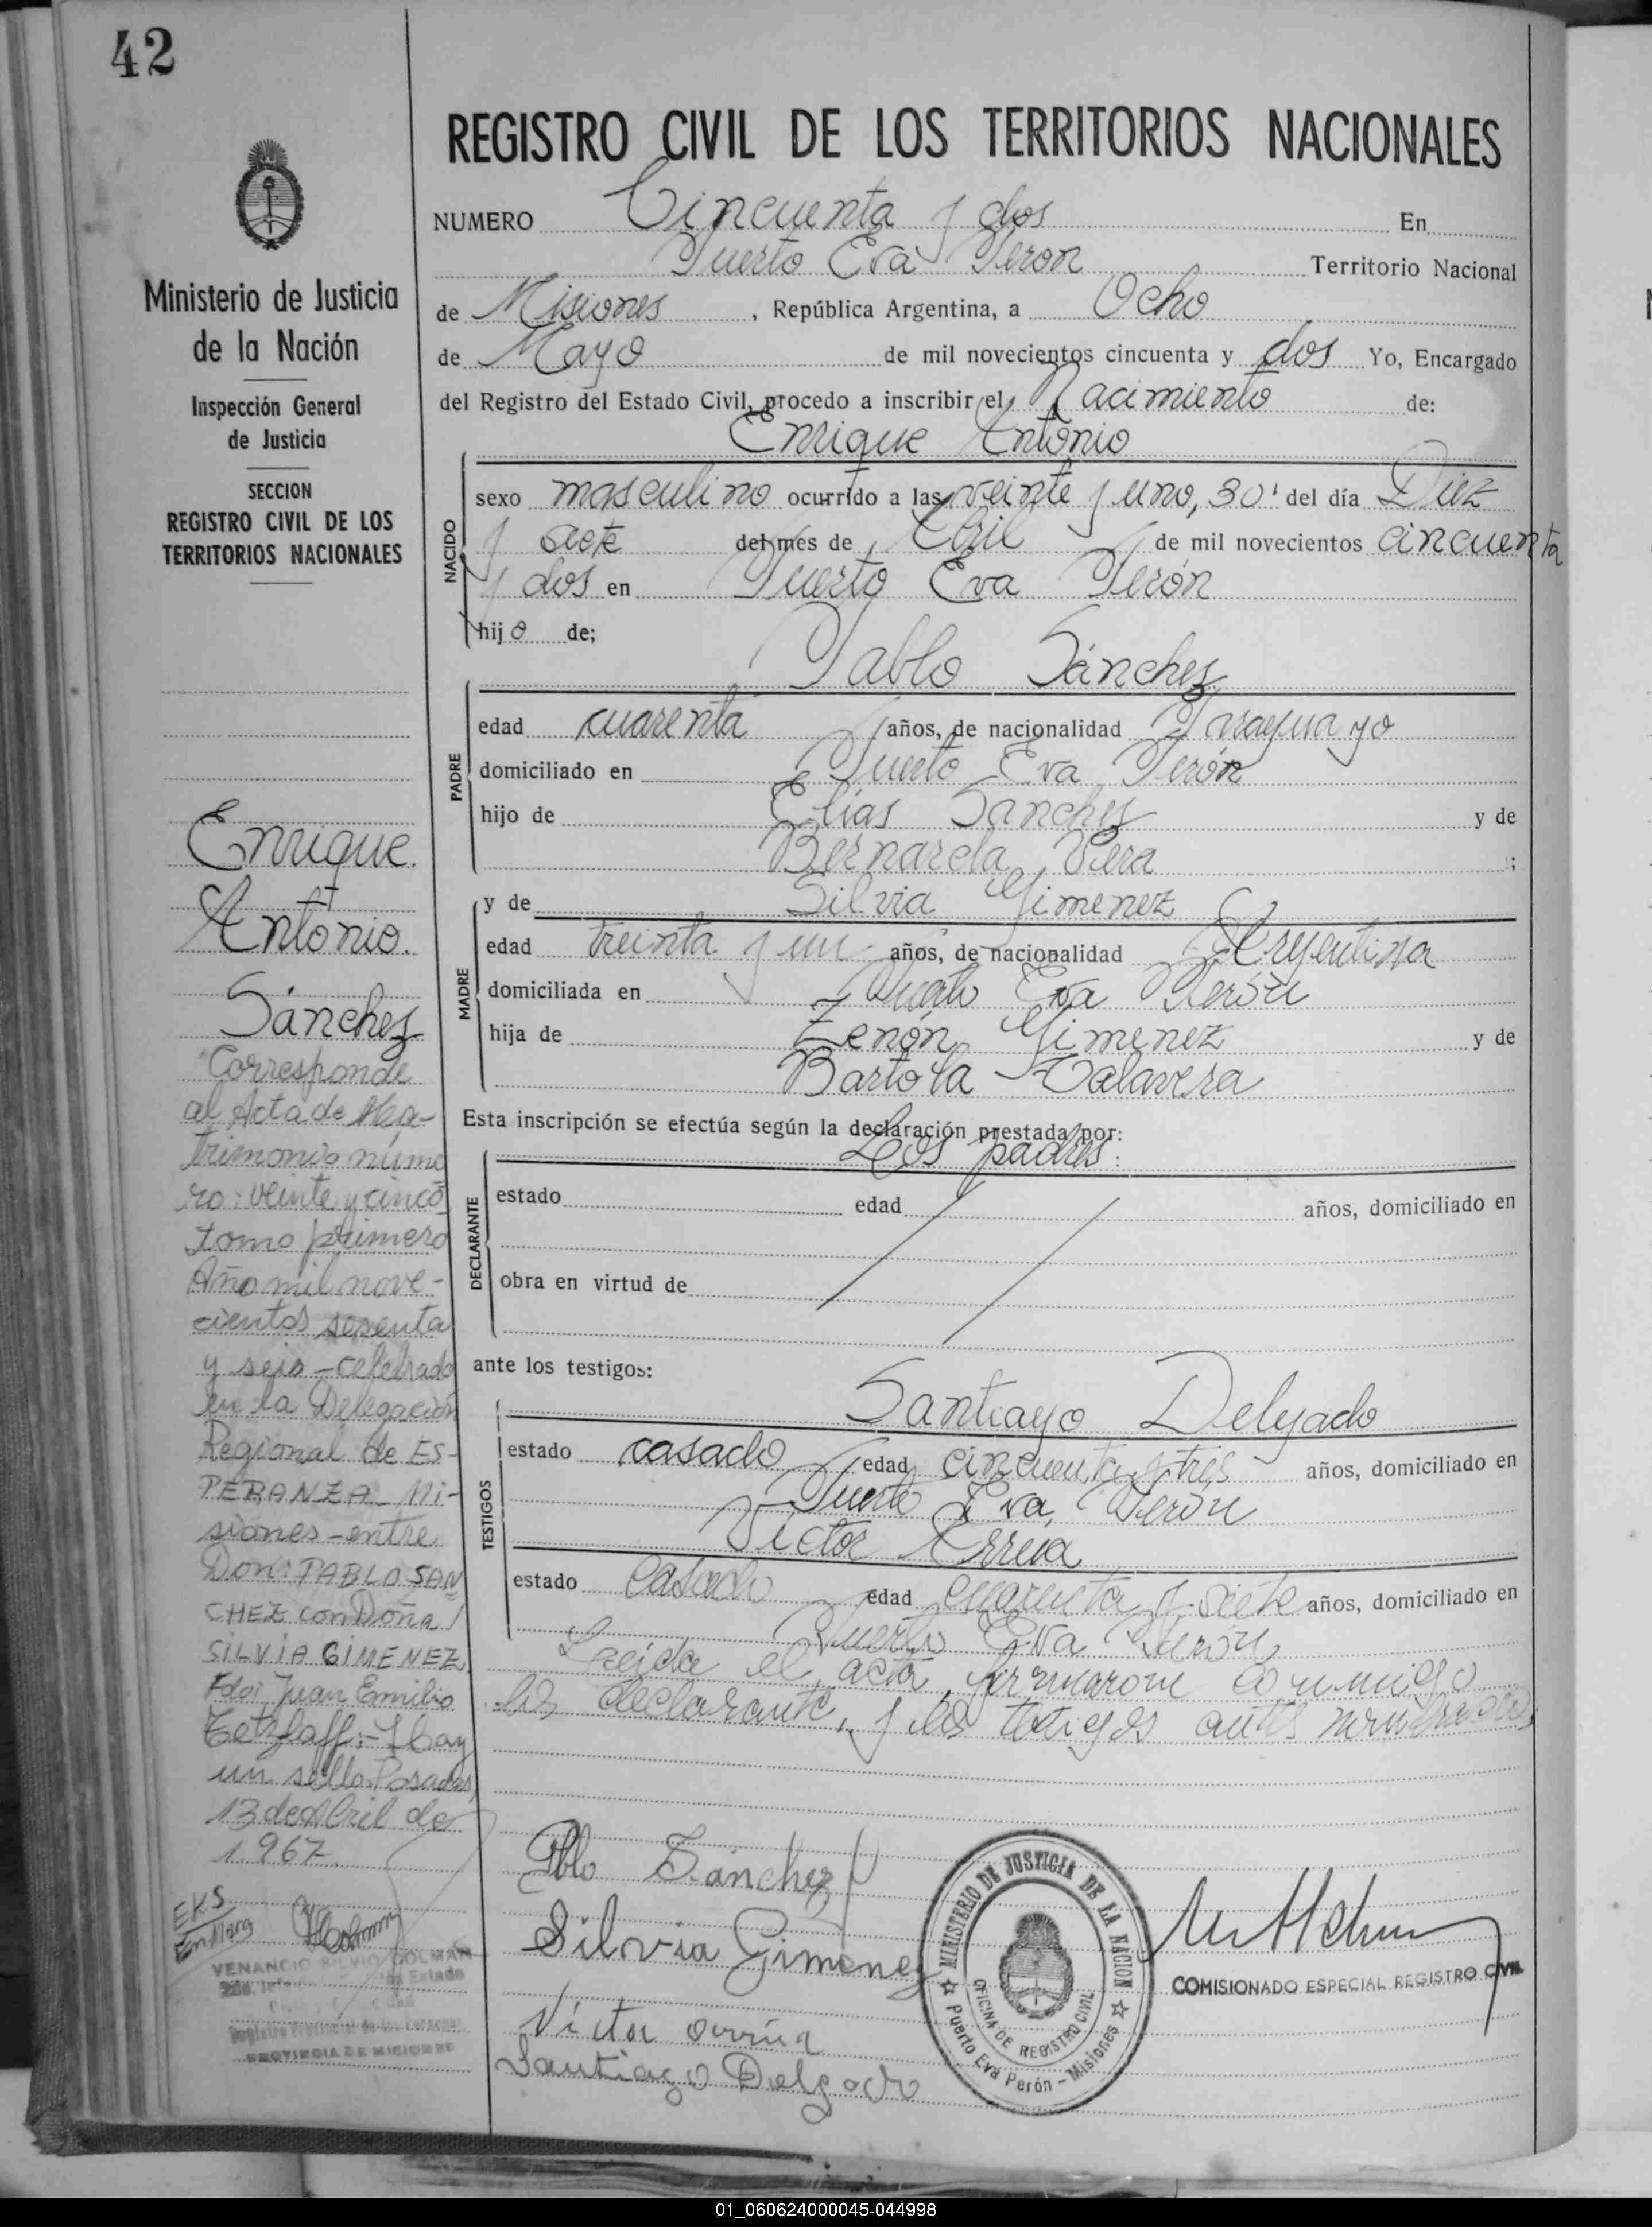 42
Ministerio de Justicia
de la Nación
Inspección General
de Justicia
SECCION
REGISTRO CIVIL DE LOS
TERRITORIOS NACIONALES
Enrique
Antonio.
Sánchez
Corresponde
al Acta de Ma-
trimonio núme
ro: veinte y cinco
tomo primero
Año mil nove-
cientos sesenta
y seis - celebrado
en la Delegación
Regional de ES-
PERANZA - Mi-
siones - entre
Don: PABLO SAN
CHEZ con Doña
SILVIA GIMENEZ
Fdo: Juan Emilio
Tetzlaff: - Y hay
un sello. Posadas,
13 de Abril de
1.967.
EKS
VENANCIO SILVIO COLMAN
PROVINCIA DE MISIONES
REGISTRO CIVIL DE LOS TERRITORIOS NACIONALES
NUMERO Cincuenta y dos En
Puerto Eva Peron Territorio Nacional
de Misiones, República Argentina, a Ocho
de Mayo de mil novecientos cincuenta y dos Yo, Encargado
del Registro del Estado Civil, procedo a inscribir el Nacimiento de:
Enrique Antonio
NACIDO
sexo masculino ocurrido a las veinte y uno, 30' del día Diez
y siete del mes de Abril de mil novecientos cincuenta
y dos en Puerto Eva Perón
hijo de;
Pablo Sánchez
PADRE
edad cuarenta años, de nacionalidad Paraguayo
domiciliado en Puerto Eva Perón
hijo de Elías Sanchez y de
Bernarda Vera ;
y de Silvia Gimenez
MADRE
edad treinta y un años, de nacionalidad Argentina
domiciliada en Puerto Eva Perón
hija de Zenón Gimenez y de
Bartola Talavera
Esta inscripción se efectúa según la declaración prestada por:
Los padres.
DECLARANTE
estado edad años, domiciliado en
obra en virtud de
ante los testigos:
Santiago Delgado
TESTIGOS
estado casado edad cincuenta y tres años, domiciliado en
Puerto Eva Perón
Victor
estado casado edad cuarenta y siete años, domiciliado en
Puerto Eva Perón
Leida el acta, firmaron conmigo
los declarante, y los testigos antes nombrados
Pablo Sánchez
Silvia Gimenez
Victor
Santiago Delgado
MINISTERIO DE JUSTICIA DE LA NACION
OFICINA DE REGISTRO CIVIL
Puerto Eva Perón - Misiones
COMISIONADO ESPECIAL REGISTRO CIVIL
01_060624000045-044998